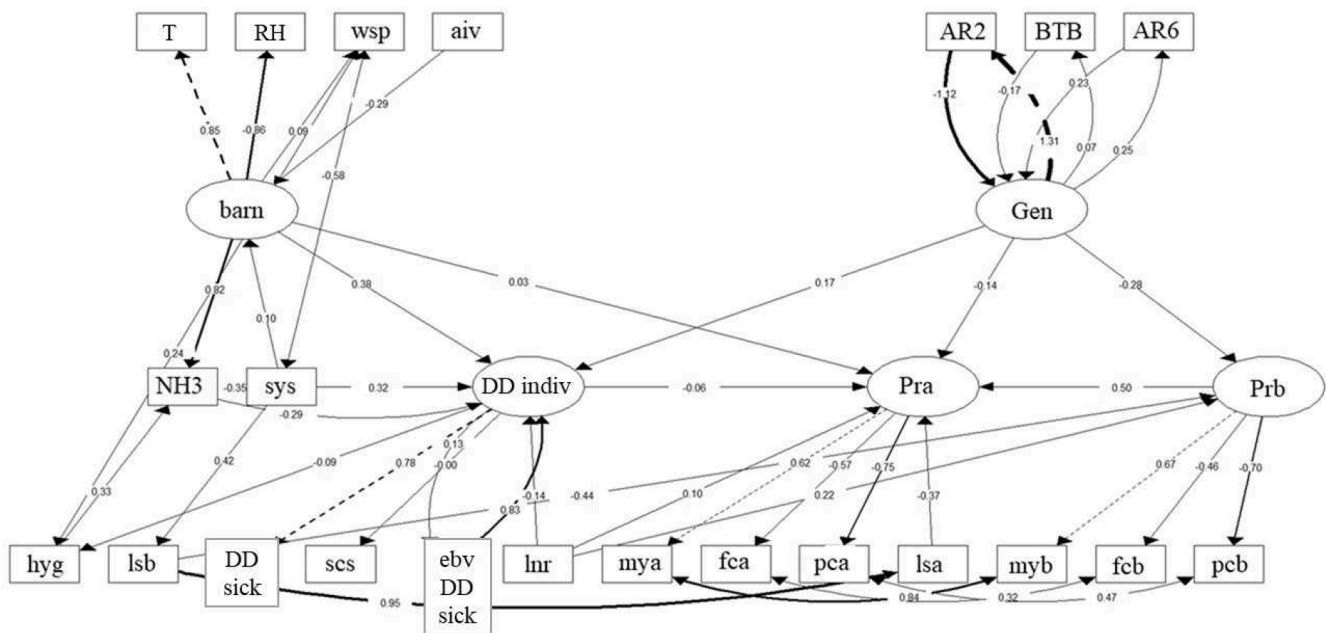 T
RH
wsp
aiv
AR2
BTB
AR6
-0.29
-1.12
-0.17
0.23
0.85
-0.86
0.09
1.31
0.07
0.25
-0.58
barn
Gen
0.82
0.38
0.03
0.17
-0.14
-0.28
0.10
0.24
NH3
-0.35
sys
0.32
DD indiv
-0.06
Pra
0.50
Prb
-0.29
0.13
0.42
-0.09
0.78
-0.00
0.62
-0.57
-0.75
0.67
-0.46
-0.70
0.33
-0.14
-0.44
0.10
0.22
-0.37
0.83
hyg
lsb
DD
sick
scs
ebv
DD
sick
lnr
mya
fca
pca
lsa
myb
fcb
pcb
0.95
0.84
0.32
0.47